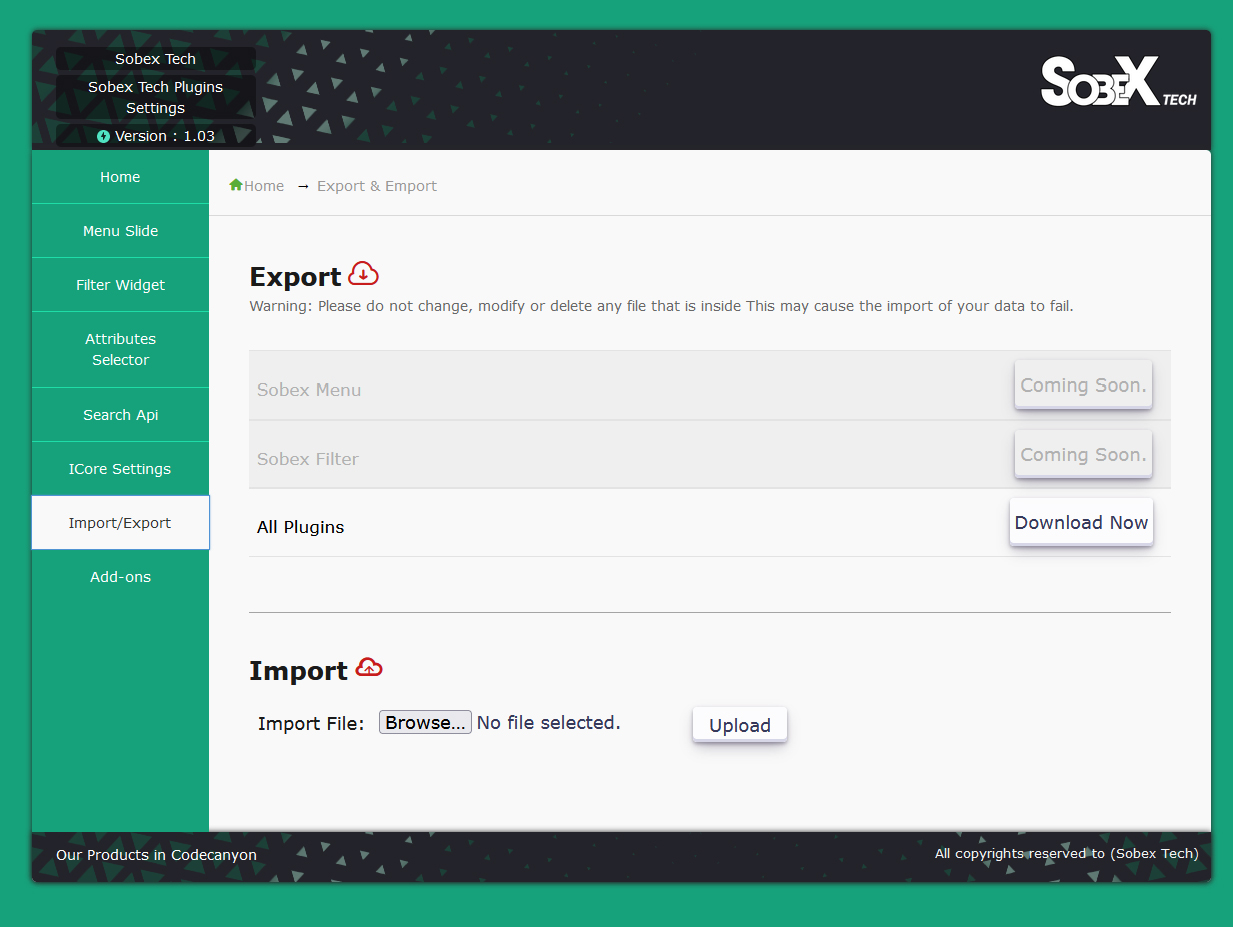 Sobex Tech
Sobex Tech Plugins
Settings
Version : 1.03
SOBEX TECH
Home
Menu Slide
Filter Widget
Attributes
Selector
Search Api
ICore Settings
Import/Export
Add-ons
Home → Export & Emport
Export
Warning: Please do not change, modify or delete any file that is inside This may cause the import of your data to fail.
Sobex Menu Coming Soon.
Sobex Filter Coming Soon.
All Plugins Download Now
Import
Import File: Browse... No file selected. Upload
Our Products in Codecanyon
All copyrights reserved to (Sobex Tech)